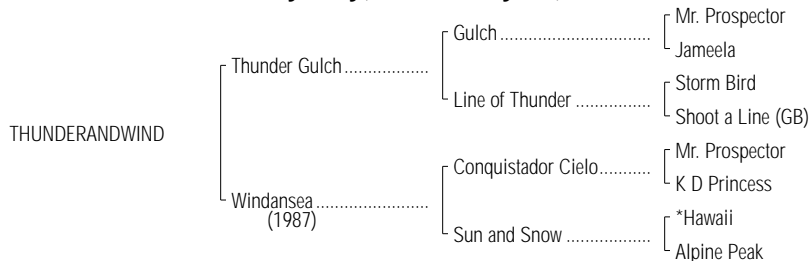 Mr. Prospector
Gulch
Jameela
Thunder Gulch
Storm Bird
Line of Thunder
Shoot a Line (GB)
THUNDERANDWIND
Mr. Prospector
Conquistador Cielo
K D Princess
Windansea
(1987)
*Hawaii
Sun and Snow
Alpine Peak